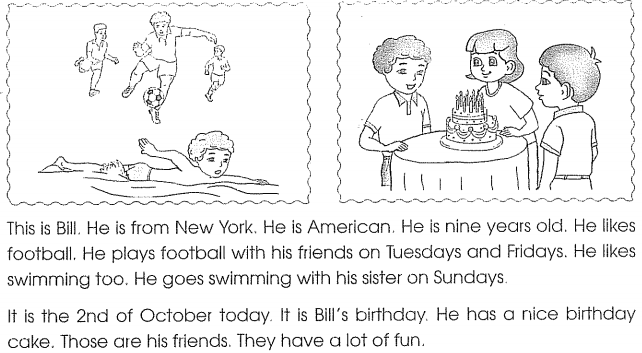 This is Bill. He is from New York. He is American. He is nine years old. He likes
football. He plays football with his friends on Tuesdays and Fridays. He likes
swimming too. He goes swimming with his sister on Sundays.
It is the 2nd of October today. It is Bill's birthday. He has a nice birthday
cake. Those are his friends. They have a lot of fun.